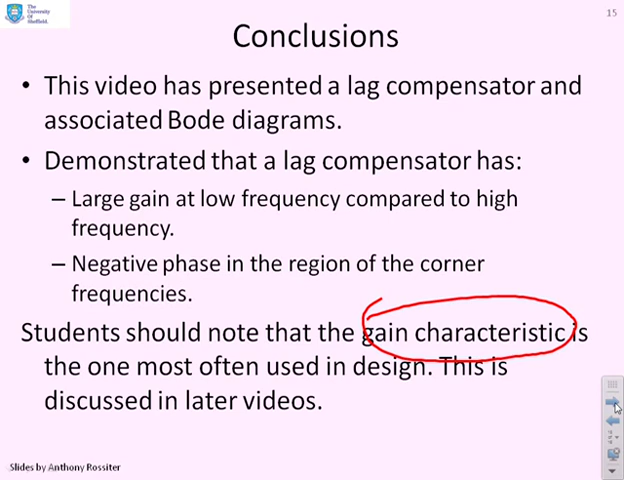 The
University
Of
Sheffield.
15
Conclusions
• This video has presented a lag compensator and
associated Bode diagrams.
• Demonstrated that a lag compensator has:
– Large gain at low frequency compared to high
frequency.
– Negative phase in the region of the corner
frequencies.
Students should note that the gain characteristic is
the one most often used in design. This is
discussed in later videos.
Slides by Anthony Rossiter